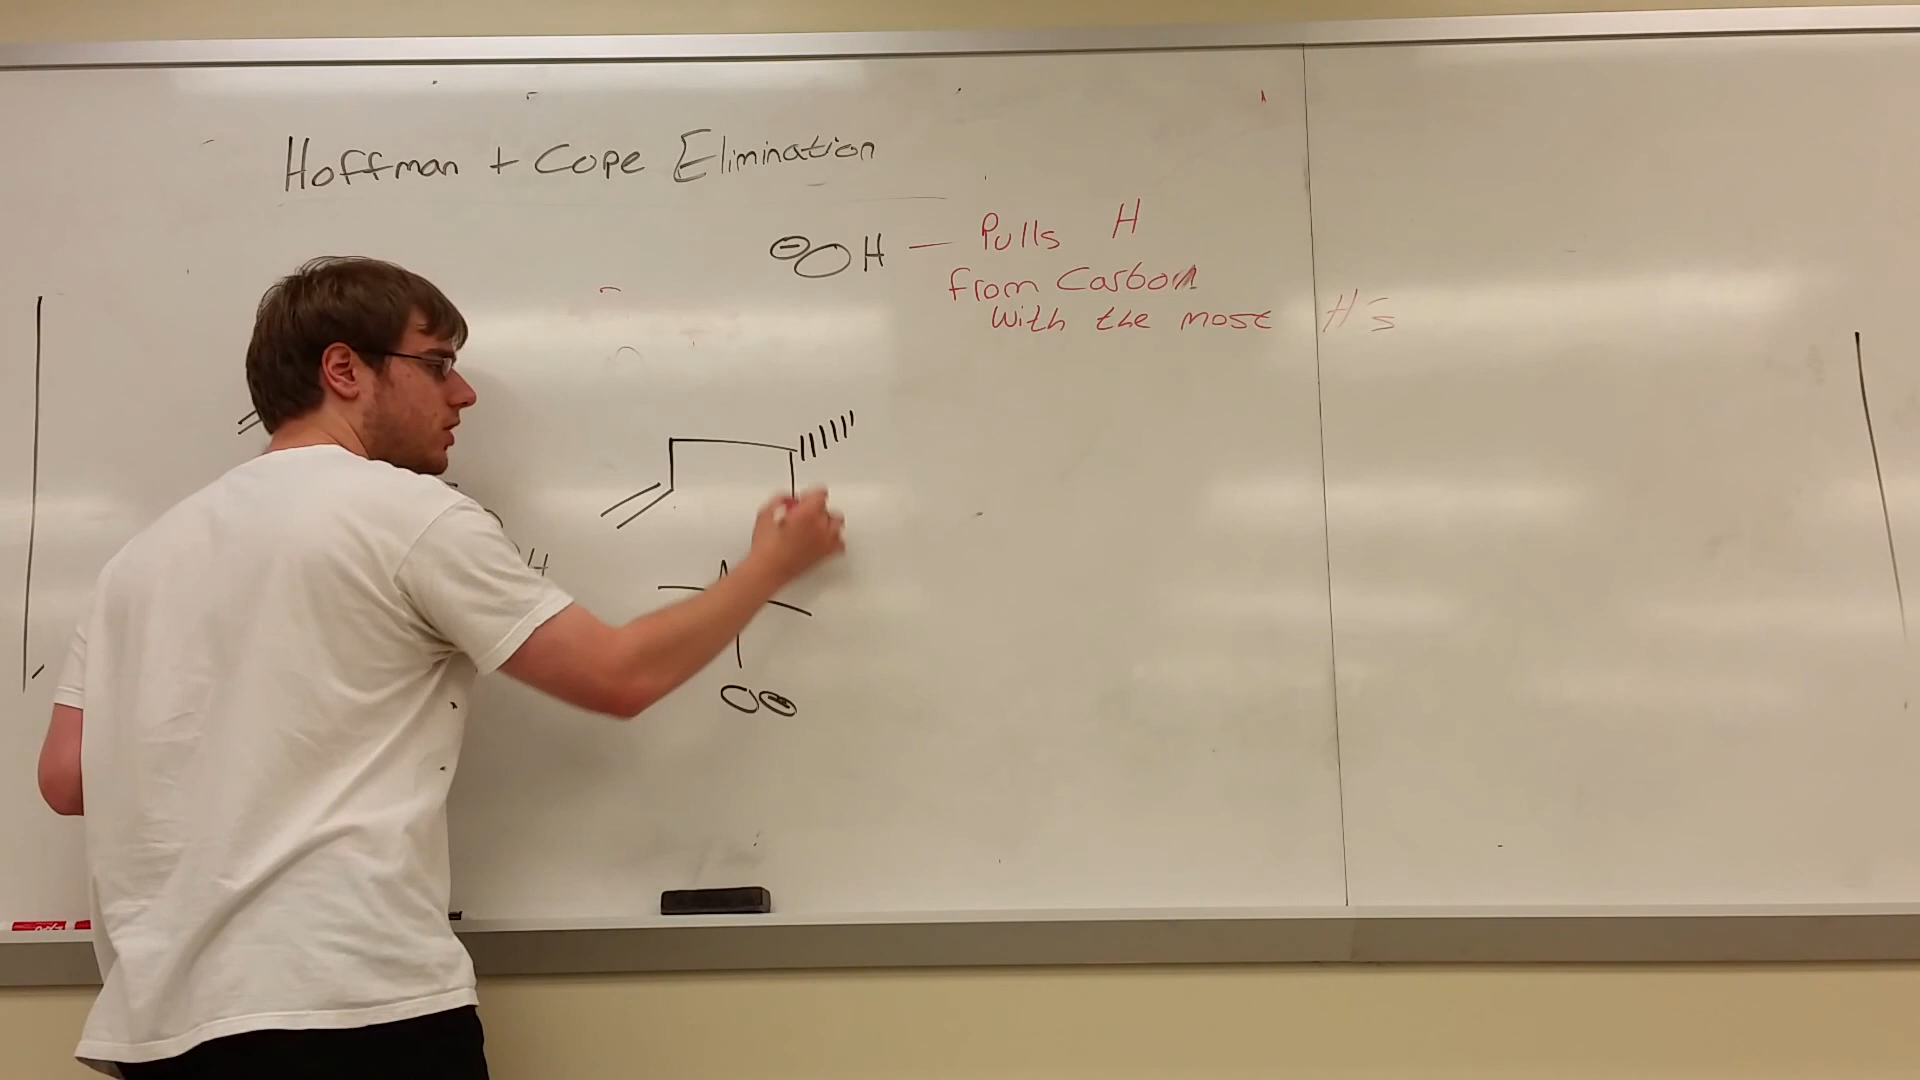 Hoffman + Cope Elimination
⊖OH — Pulls H
from Carbon
with the most H's
H
O⊖